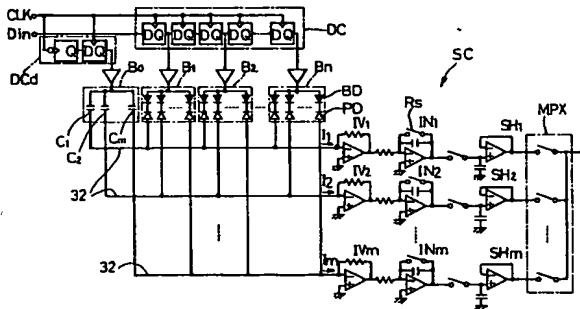 CLK
Din
DQ DQ DQ DQ DQ
DC
Q DQ
DCd
B₀ B₁ B₂ Bn
BD
PD
SC
C₁
C₂
Cm
I₁ IV₁ Rs IN₁ SH₁ MPX
32
I₂ IV₂ IN₂ SH₂
32
Im IVm INm SHm